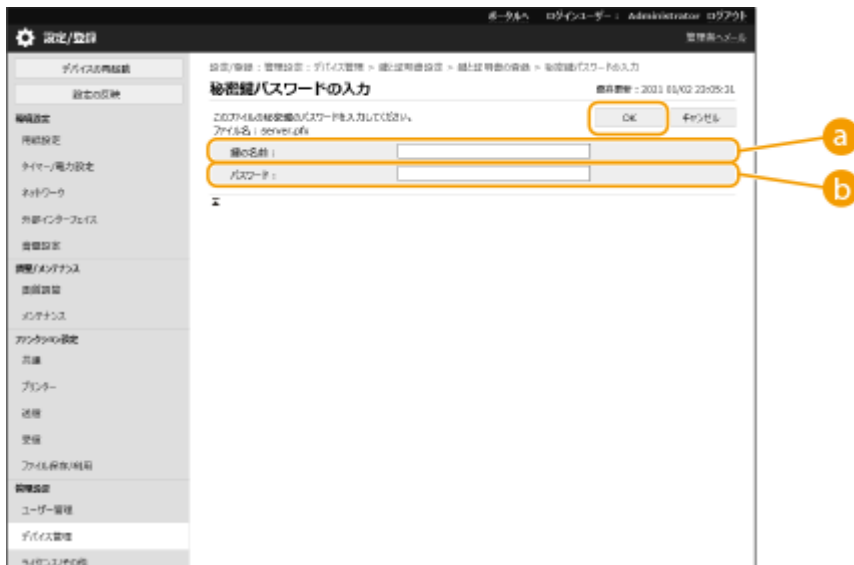 ポータルへ ログインユーザー： Administrator ログアウト
設定/登録 管理者へメール
デバイスの再起動
設定の反映
環境設定
用紙設定
タイマー/電力設定
ネットワーク
外部インターフェイス
音量設定
調整/メンテナンス
画質調整
メンテナンス
ファンクション設定
共通
プリンター
送信
受信
ファイル保存/利用
管理設定
ユーザー管理
デバイス管理
ライセンス/その他
設定/登録 : 管理設定 : デバイス管理 > 鍵と証明書設定 > 鍵と証明書の登録 > 秘密鍵パスワードの入力
秘密鍵パスワードの入力
最終更新 : 2021 03/02 23:05:31
このファイルの秘密鍵のパスワードを入力してください。
ファイル名 : server.pfx
OK キャンセル
鍵の名前 :
パスワード :
a
b